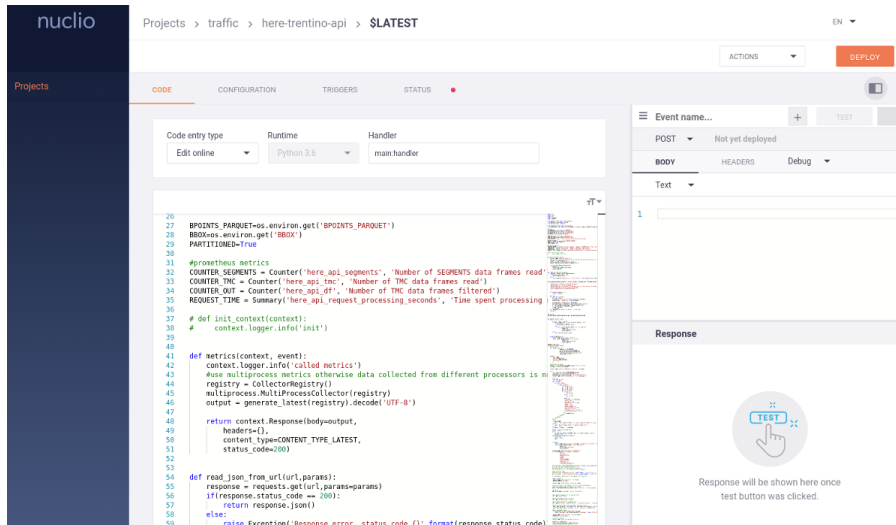 nuclio
Projects > traffic > here-trentino-api > $LATEST
EN
ACTIONS
DEPLOY
Projects
CODE
CONFIGURATION
TRIGGERS
STATUS
Event name...
+
TEST
POST
Not yet deployed
BODY
HEADERS
Debug
Text
1
Code entry type
Runtime
Handler
Edit online
Python 3.6
main:handler
26
27 BPOINTS_PARQUET=os.environ.get('BPOINTS_PARQUET')
28 BBOX=os.environ.get('BBOX')
29 PARTITIONED=True
30
31 #prometheus metrics
32 COUNTER_SEGMENTS = Counter('here_api_segments', 'Number of SEGMENTS data frames read'
33 COUNTER_TMC = Counter('here_api_tmc', 'Number of TMC data frames read')
34 COUNTER_OUT = Counter('here_api_df', 'Number of TMC data frames filtered')
35 REQUEST_TIME = Summary('here_api_request_processing_seconds', 'Time spent processing
36
37 # def init_context(context):
38 #     context.logger.info('init')
39
40
41 def metrics(context, event):
42     context.logger.info('called metrics')
43     #use multiprocess metrics otherwise data collected from different processors is n
44     registry = CollectorRegistry()
45     multiprocess.MultiProcessCollector(registry)
46     output = generate_latest(registry).decode('UTF-8')
47
48     return context.Response(body=output,
49         headers={},
50         content_type=CONTENT_TYPE_LATEST,
51         status_code=200)
52
53
54 def read_json_from_url(url,params):
55     response = requests.get(url,params=params)
56     if(response.status_code == 200):
57         return response.json()
58     else:
59         raise Exception('Response error, status code {}'.format(response.status_code)
Response
TEST
Response will be shown here once
test button was clicked.